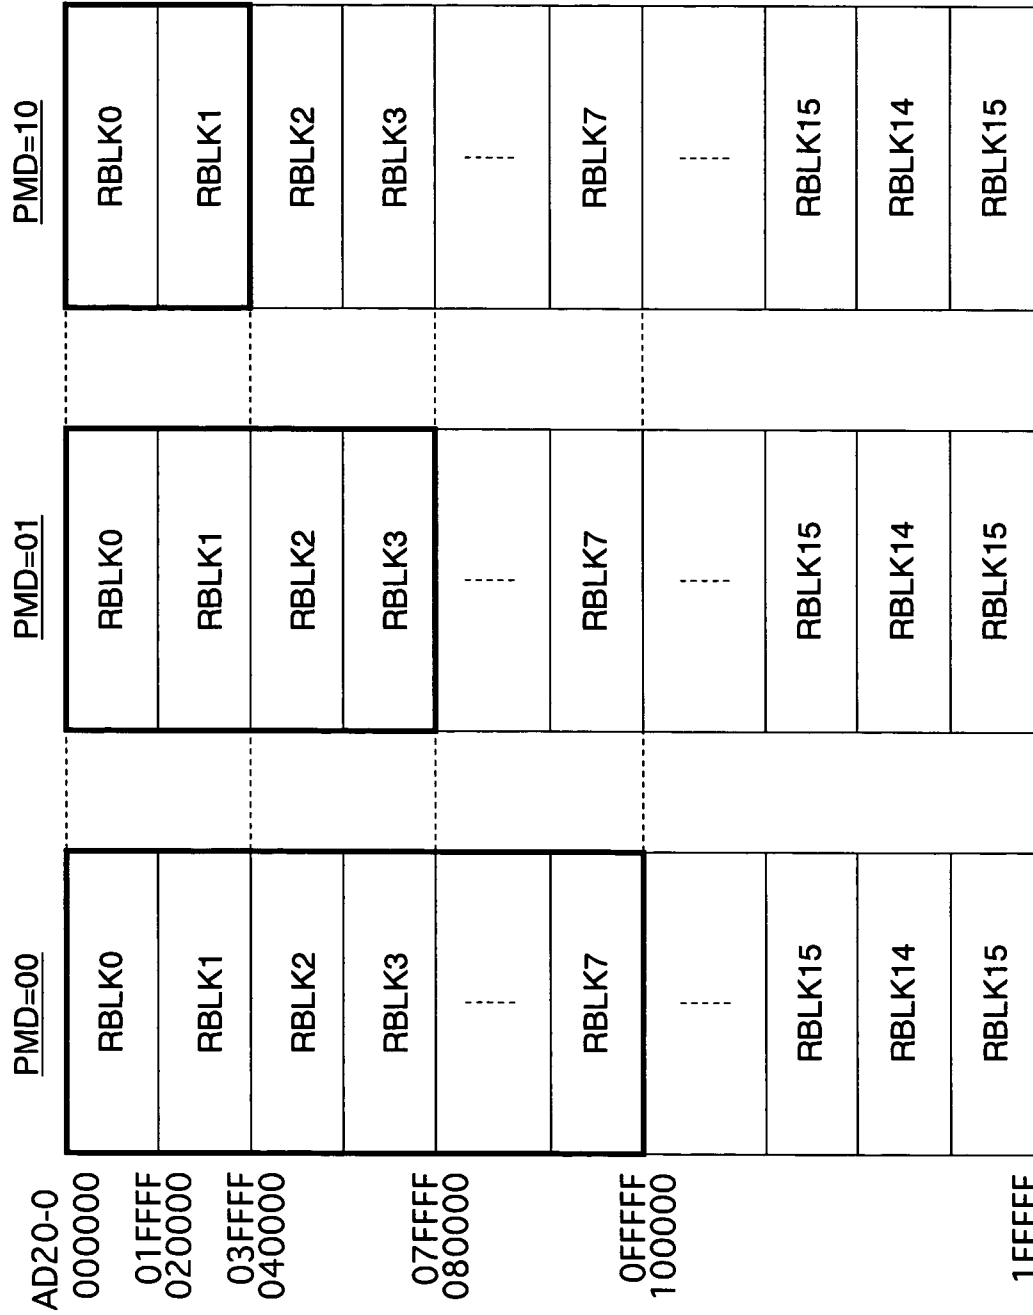 PMD=00
PMD=01
PMD=10
AD20-0
000000
RBLK0
RBLK0
RBLK0
01FFFF
020000
RBLK1
RBLK1
RBLK1
03FFFF
040000
RBLK2
RBLK2
RBLK2
RBLK3
RBLK3
RBLK3
07FFFF
080000
RBLK7
RBLK7
RBLK7
0FFFFF
100000
RBLK15
RBLK15
RBLK15
RBLK14
RBLK14
RBLK14
RBLK15
RBLK15
RBLK15
1FFFFF